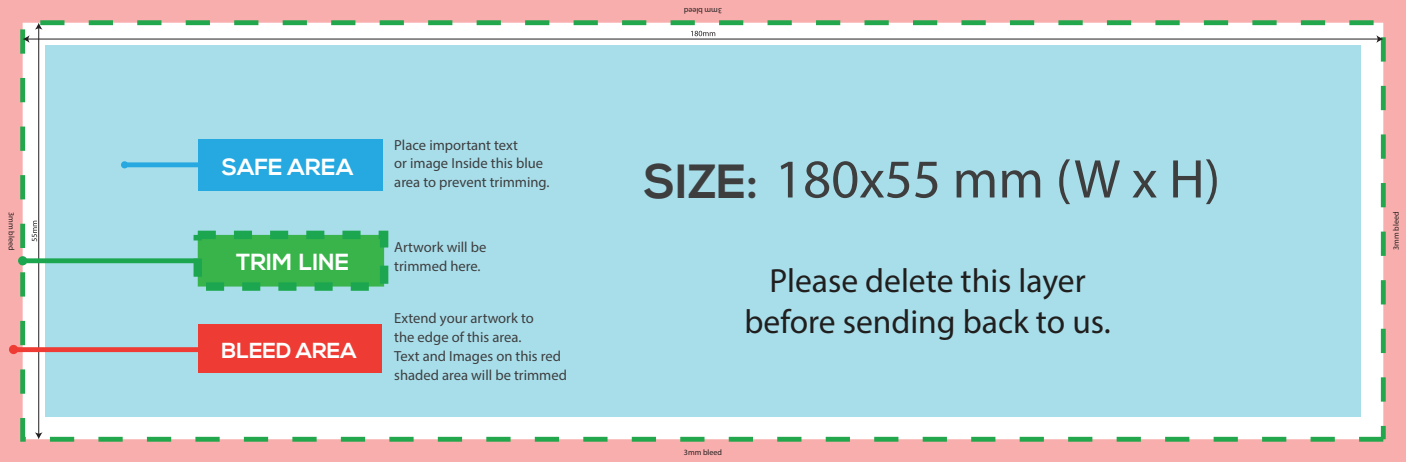 3mm bleed
180mm
55mm
3mm bleed
SAFE AREA
Place important text
or image Inside this blue
area to prevent trimming.
TRIM LINE
Artwork will be
trimmed here.
BLEED AREA
Extend your artwork to
the edge of this area.
Text and Images on this red
shaded area will be trimmed
SIZE: 180x55 mm (W x H)
Please delete this layer
before sending back to us.
3mm bleed
3mm bleed